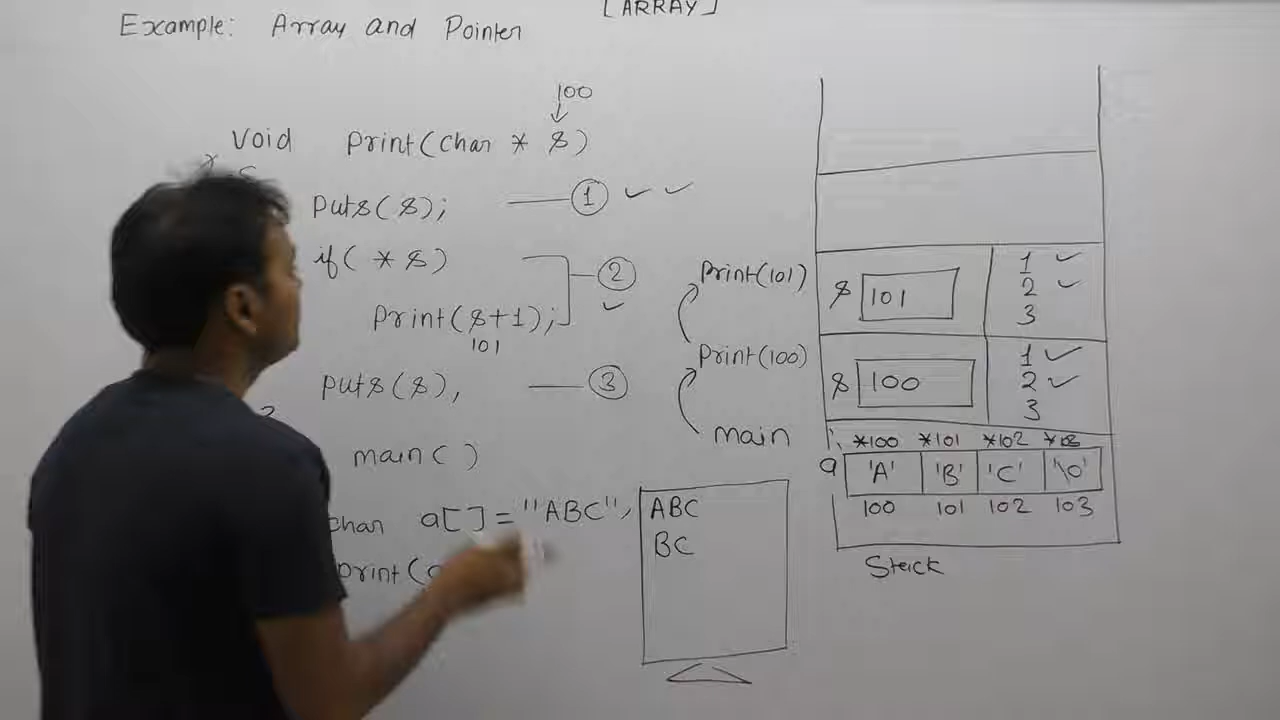 [ARRAY]
Example: Array and Pointer
100
↓
void print(char * s)
{
puts(s); —— ① ✓ ✓
if( * s)
② ✓
print(s+1);
101
puts(s), —— ③
main( )
char a[] = "ABC",
print(a
print(101)
print(100)
main
s 101
1 ✓
2 ✓
3
s 100
1 ✓
2 ✓
3
*100 *101 *102
a 'A' 'B' 'C' '\0'
100 101 102 103
Stack
ABC
BC